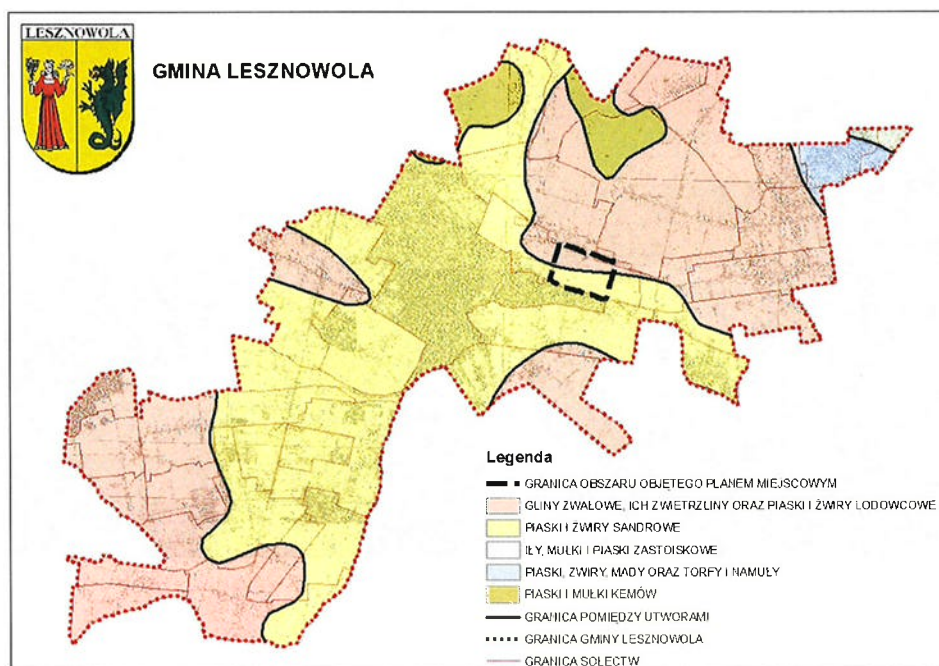 LESZNOWOLA
GMINA LESZNOWOLA
Legenda
GRANICA OBSZARU OBJĘTEGO PLANEM MIEJSCOWYM
GLINY ZWAŁOWE, ICH ZWIETRZLINY ORAZ PIASKI I ŻWIRY LODOWCOWE
PIASKI I ŻWIRY SANDROWE
IŁY, MUŁKI I PIASKI ZASTOISKOWE
PIASKI, ŻWIRY, MADY ORAZ TORFY I NAMUŁY
PIASKI I MUŁKI KEMÓW
GRANICA POMIĘDZY UTWORAMI
GRANICA GMINY LESZNOWOLA
GRANICA SOŁECTW